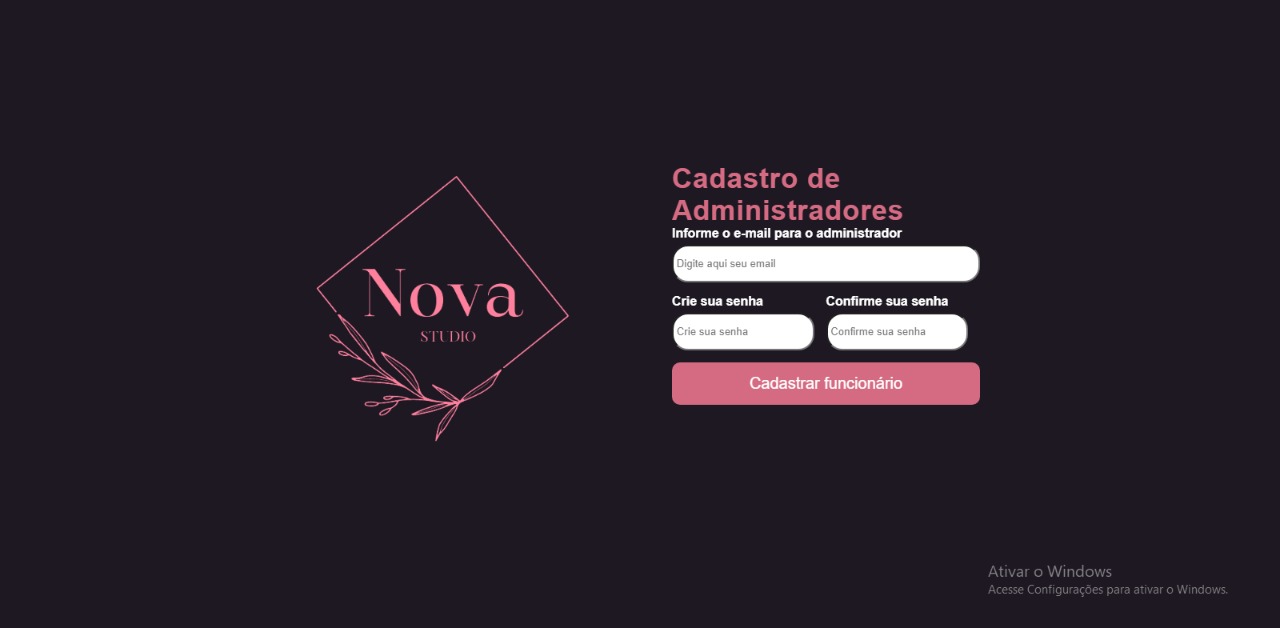 Nova
STUDIO
Cadastro de
Administradores
Informe o e-mail para o administrador
Digite aqui seu email
Crie sua senha Confirme sua senha
Crie sua senha Confirme sua senha
Cadastrar funcionário
Ativar o Windows
Acesse Configurações para ativar o Windows.